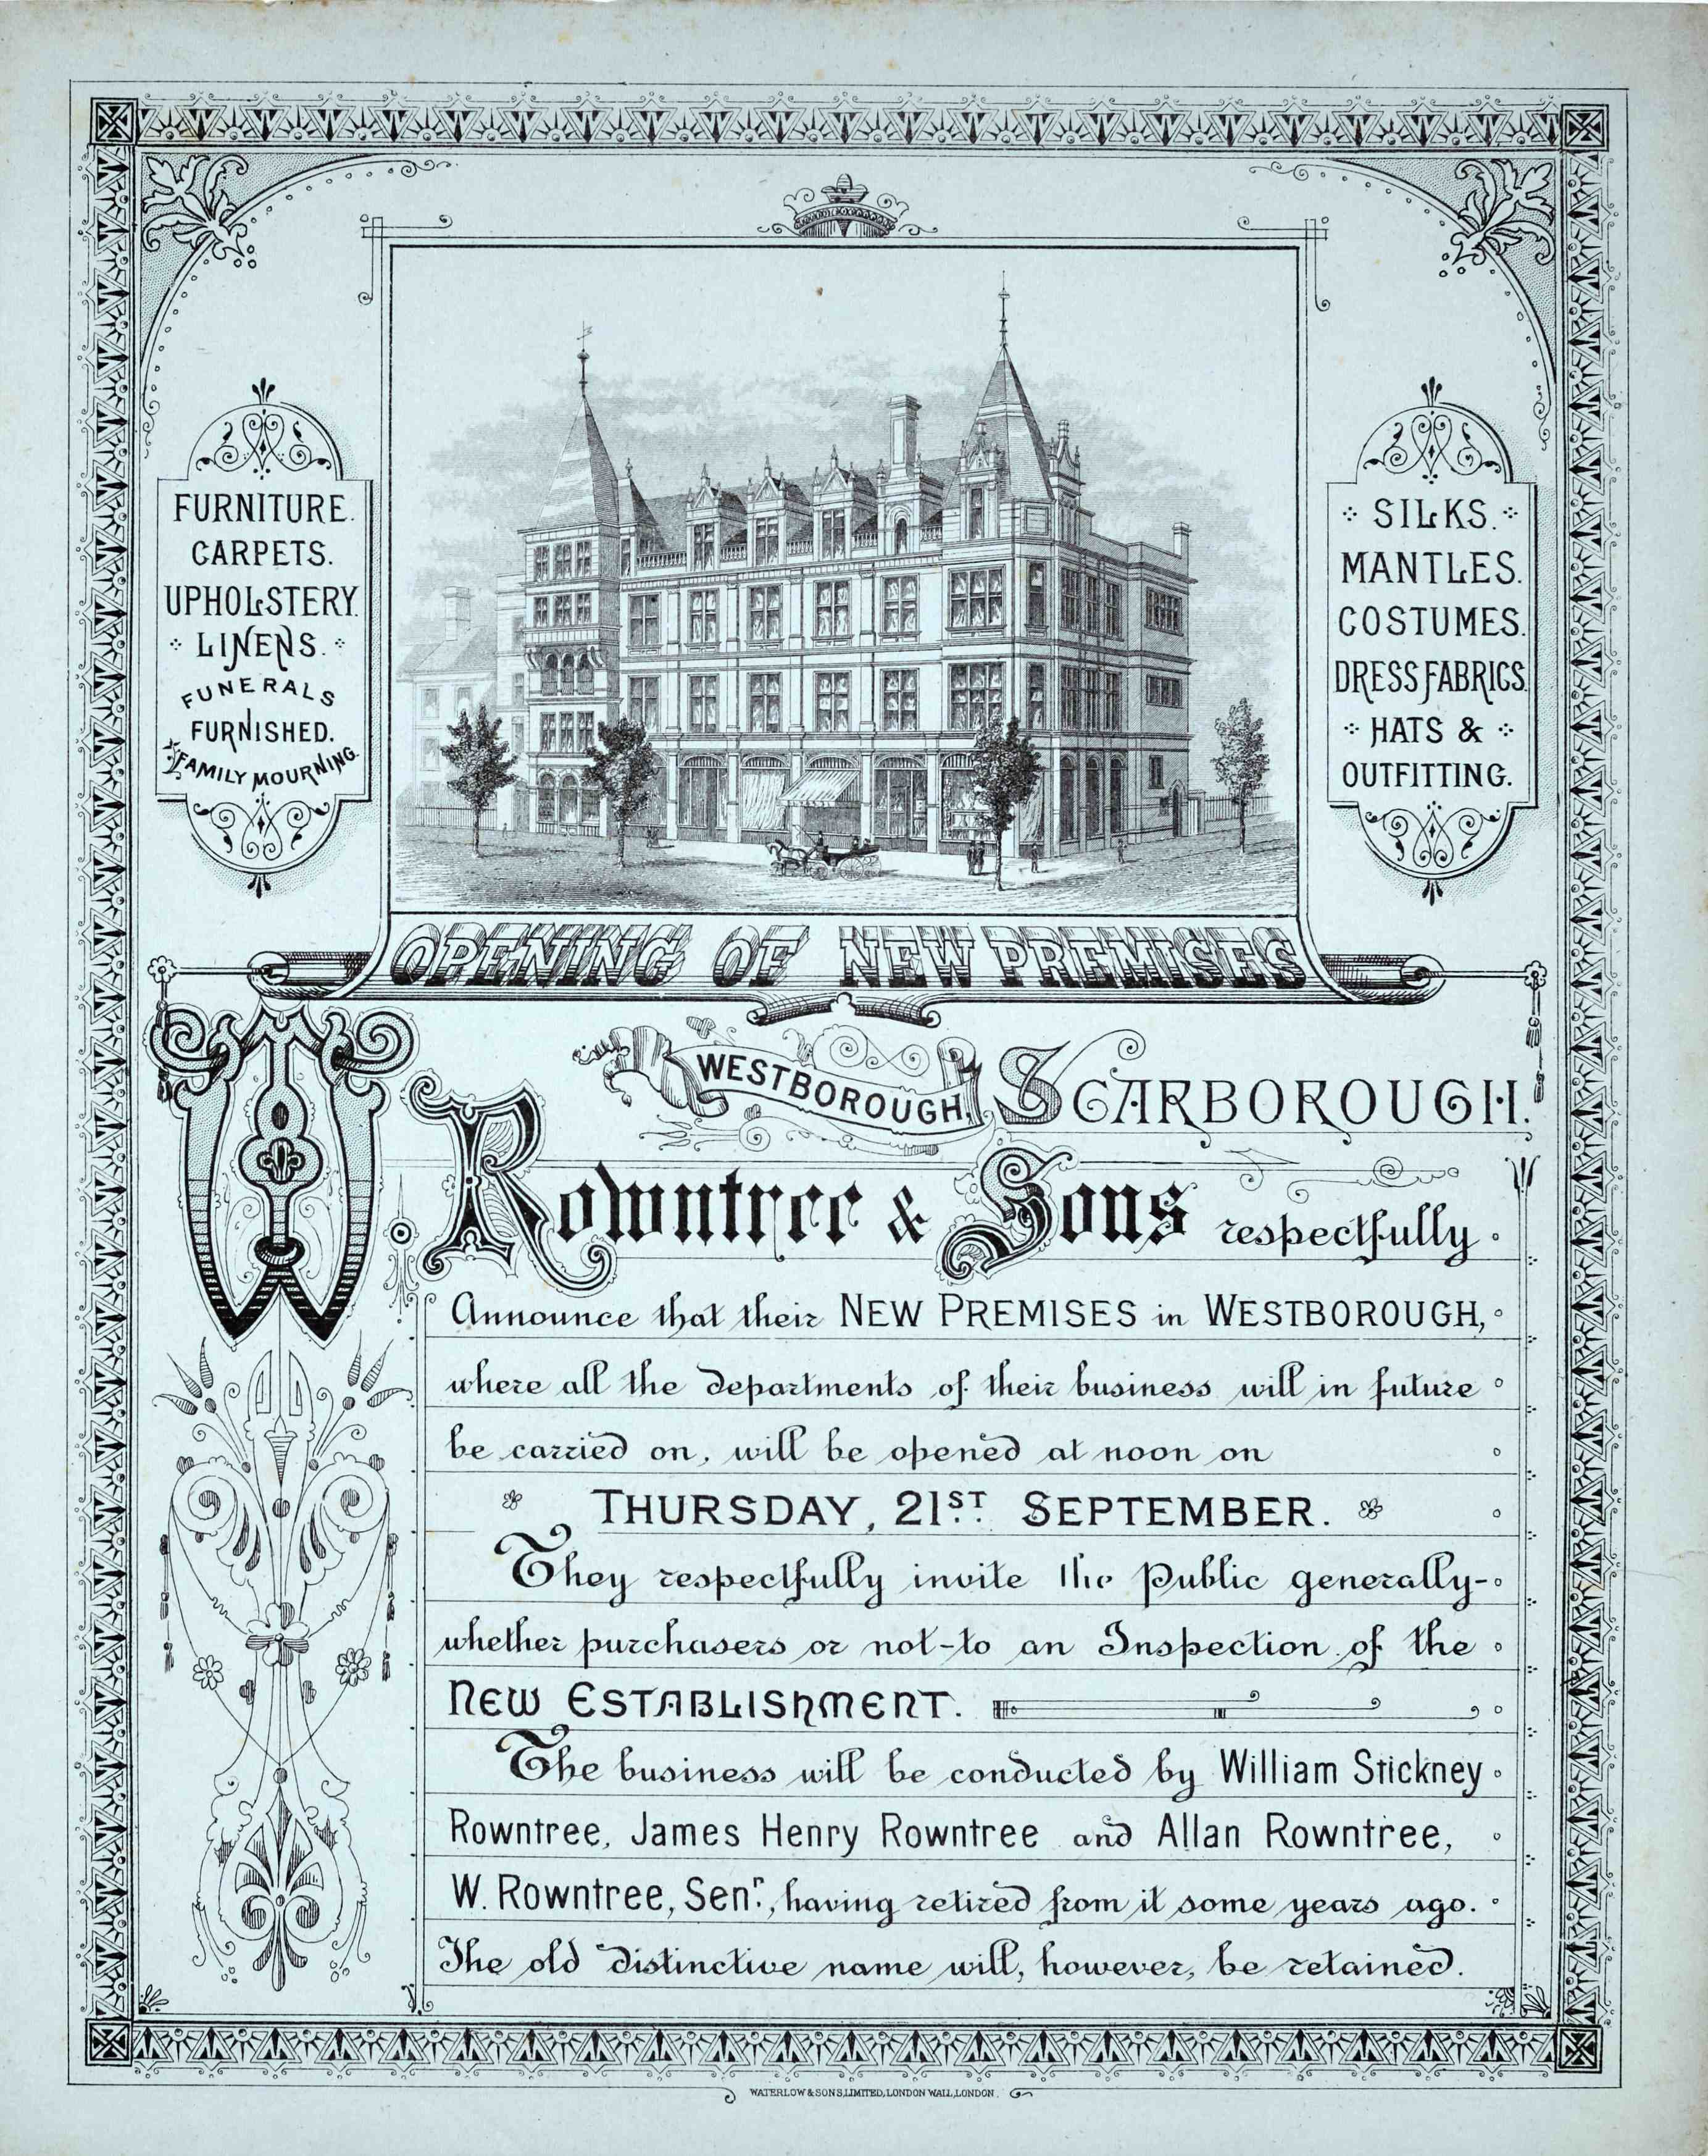 FURNITURE.
CARPETS.
UPHOLSTERY.
LINENS.
FUNERALS
FURNISHED.
FAMILY MOURNING.
SILKS.
MANTLES.
COSTUMES.
DRESS FABRICS.
HATS &
OUTFITTING.
OPENING OF NEW PREMISES
WESTBOROUGH, SCARBOROUGH.
W Rowntree & Sons respectfully
Announce that their NEW PREMISES in WESTBOROUGH,
where all the departments of their business will in future
be carried on, will be opened at noon on
THURSDAY, 21ST SEPTEMBER.
They respectfully invite the Public generally-
whether purchasers or not-to an Inspection of the
NEW ESTABLISHMENT.
The business will be conducted by William Stickney
Rowntree, James Henry Rowntree and Allan Rowntree,
W. Rowntree, Senr., having retired from it some years ago.
The old distinctive name will, however, be retained.
WATERLOW & SONS, LIMITED, LONDON WALL, LONDON.